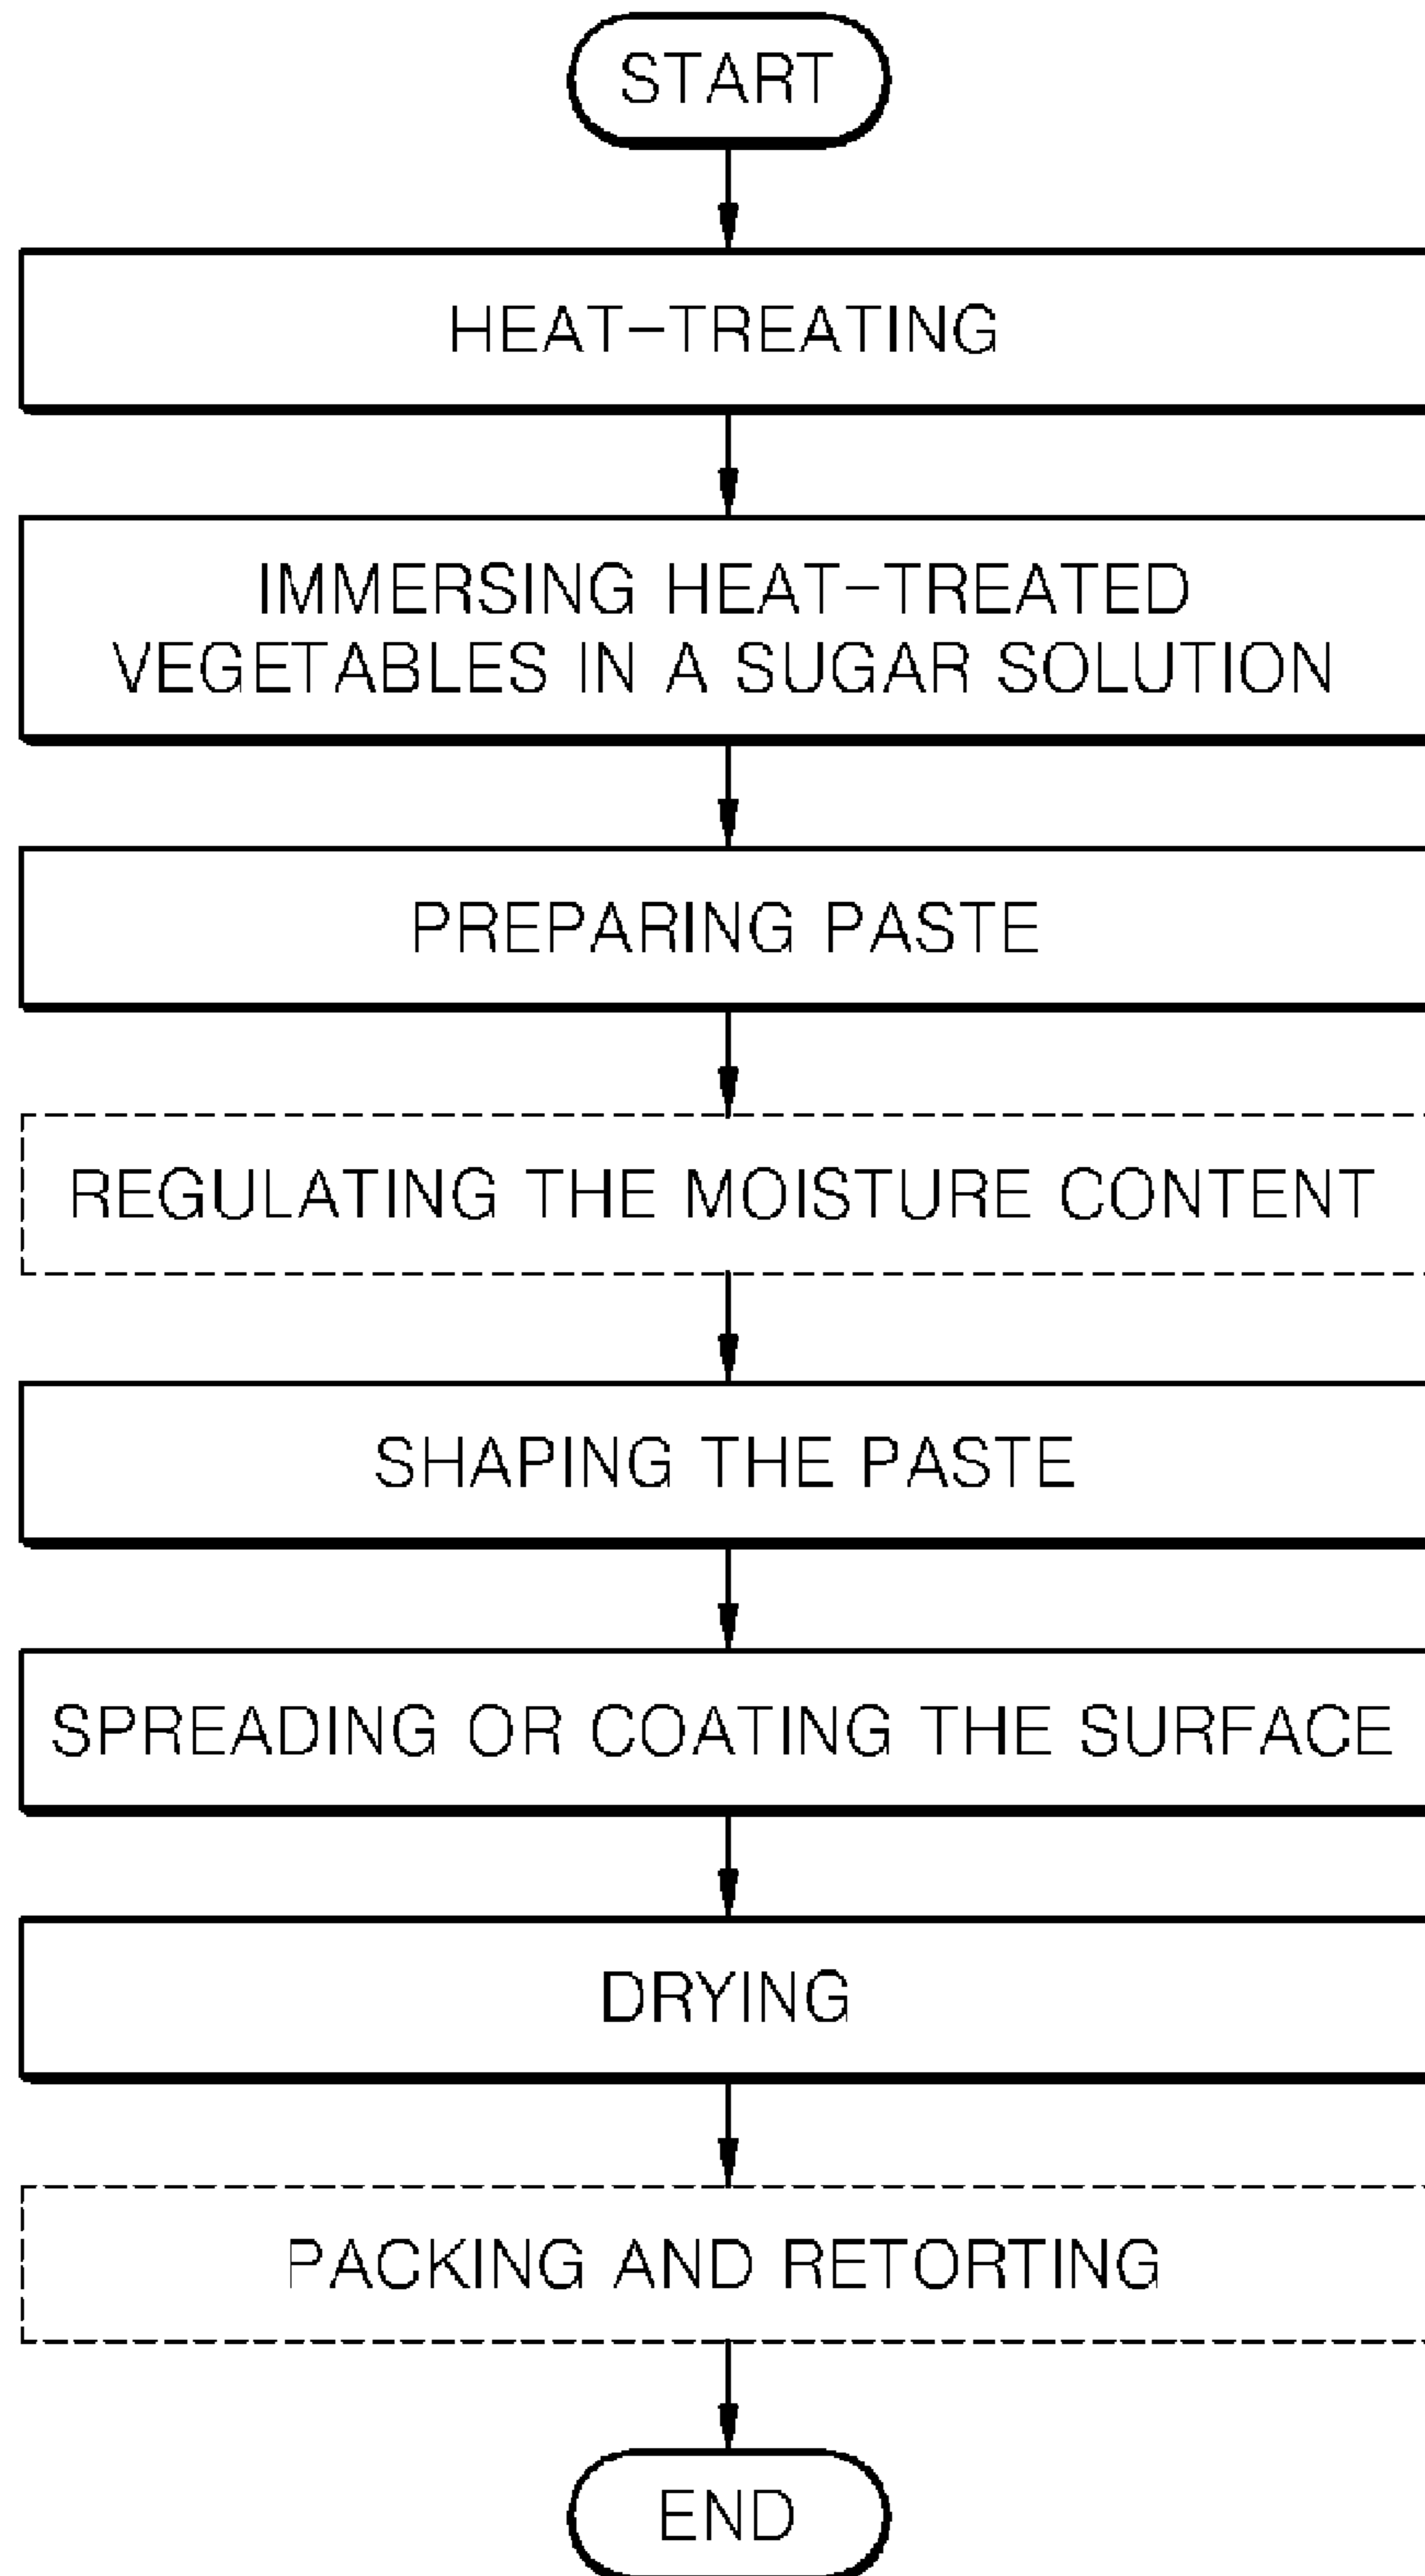 START
HEAT-TREATING
IMMERSING HEAT-TREATED
VEGETABLES IN A SUGAR SOLUTION
PREPARING PASTE
REGULATING THE MOISTURE CONTENT
SHAPING THE PASTE
SPREADING OR COATING THE SURFACE
DRYING
PACKING AND RETORTING
END